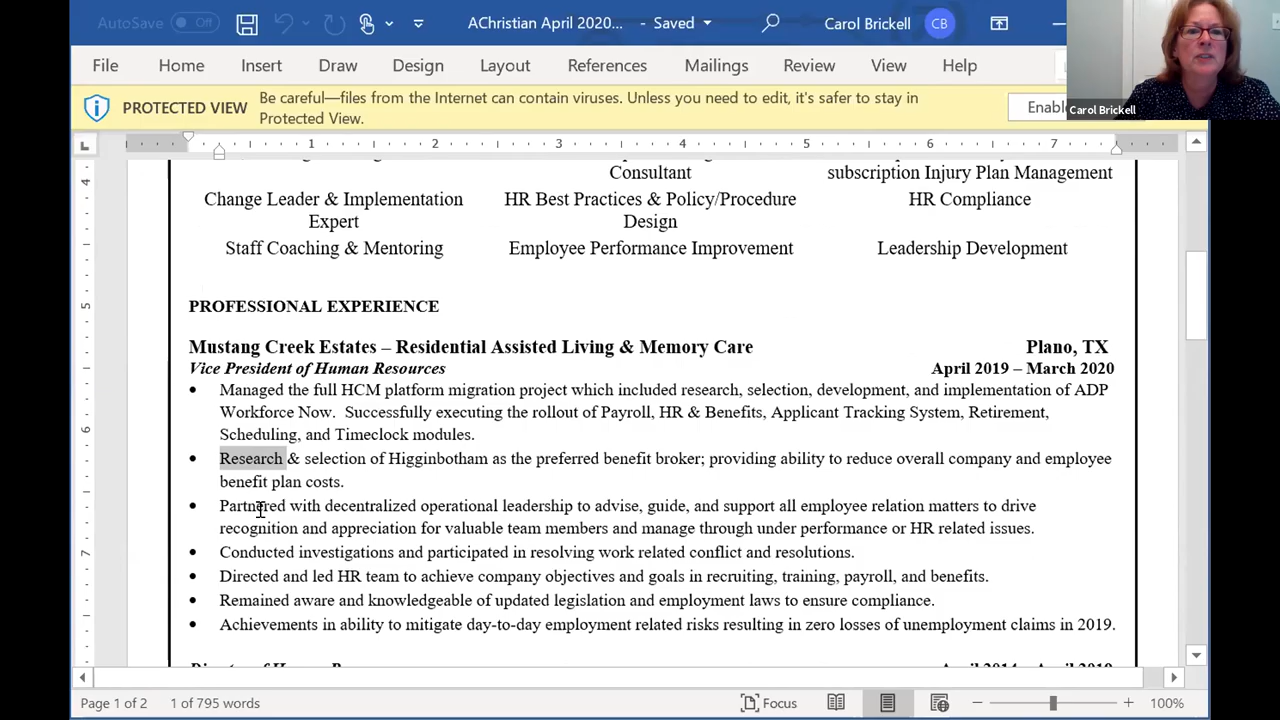 AutoSave Off AChristian April 2020... - Saved Carol Brickell CB
File Home Insert Draw Design Layout References Mailings Review View Help
PROTECTED VIEW Be careful—files from the Internet can contain viruses. Unless you need to edit, it's safer to stay in
Protected View.
Carol Brickell
1 2 3 4 5 6 7
Consultant subscription Injury Plan Management
Change Leader & Implementation HR Best Practices & Policy/Procedure HR Compliance
Expert Design
Staff Coaching & Mentoring Employee Performance Improvement Leadership Development
PROFESSIONAL EXPERIENCE
Mustang Creek Estates – Residential Assisted Living & Memory Care Plano, TX
Vice President of Human Resources April 2019 – March 2020
• Managed the full HCM platform migration project which included research, selection, development, and implementation of ADP
Workforce Now. Successfully executing the rollout of Payroll, HR & Benefits, Applicant Tracking System, Retirement,
Scheduling, and Timeclock modules.
• Research & selection of Higginbotham as the preferred benefit broker; providing ability to reduce overall company and employee
benefit plan costs.
• Partnered with decentralized operational leadership to advise, guide, and support all employee relation matters to drive
recognition and appreciation for valuable team members and manage through under performance or HR related issues.
• Conducted investigations and participated in resolving work related conflict and resolutions.
• Directed and led HR team to achieve company objectives and goals in recruiting, training, payroll, and benefits.
• Remained aware and knowledgeable of updated legislation and employment laws to ensure compliance.
• Achievements in ability to mitigate day-to-day employment related risks resulting in zero losses of unemployment claims in 2019.
Page 1 of 2 1 of 795 words Focus 100%